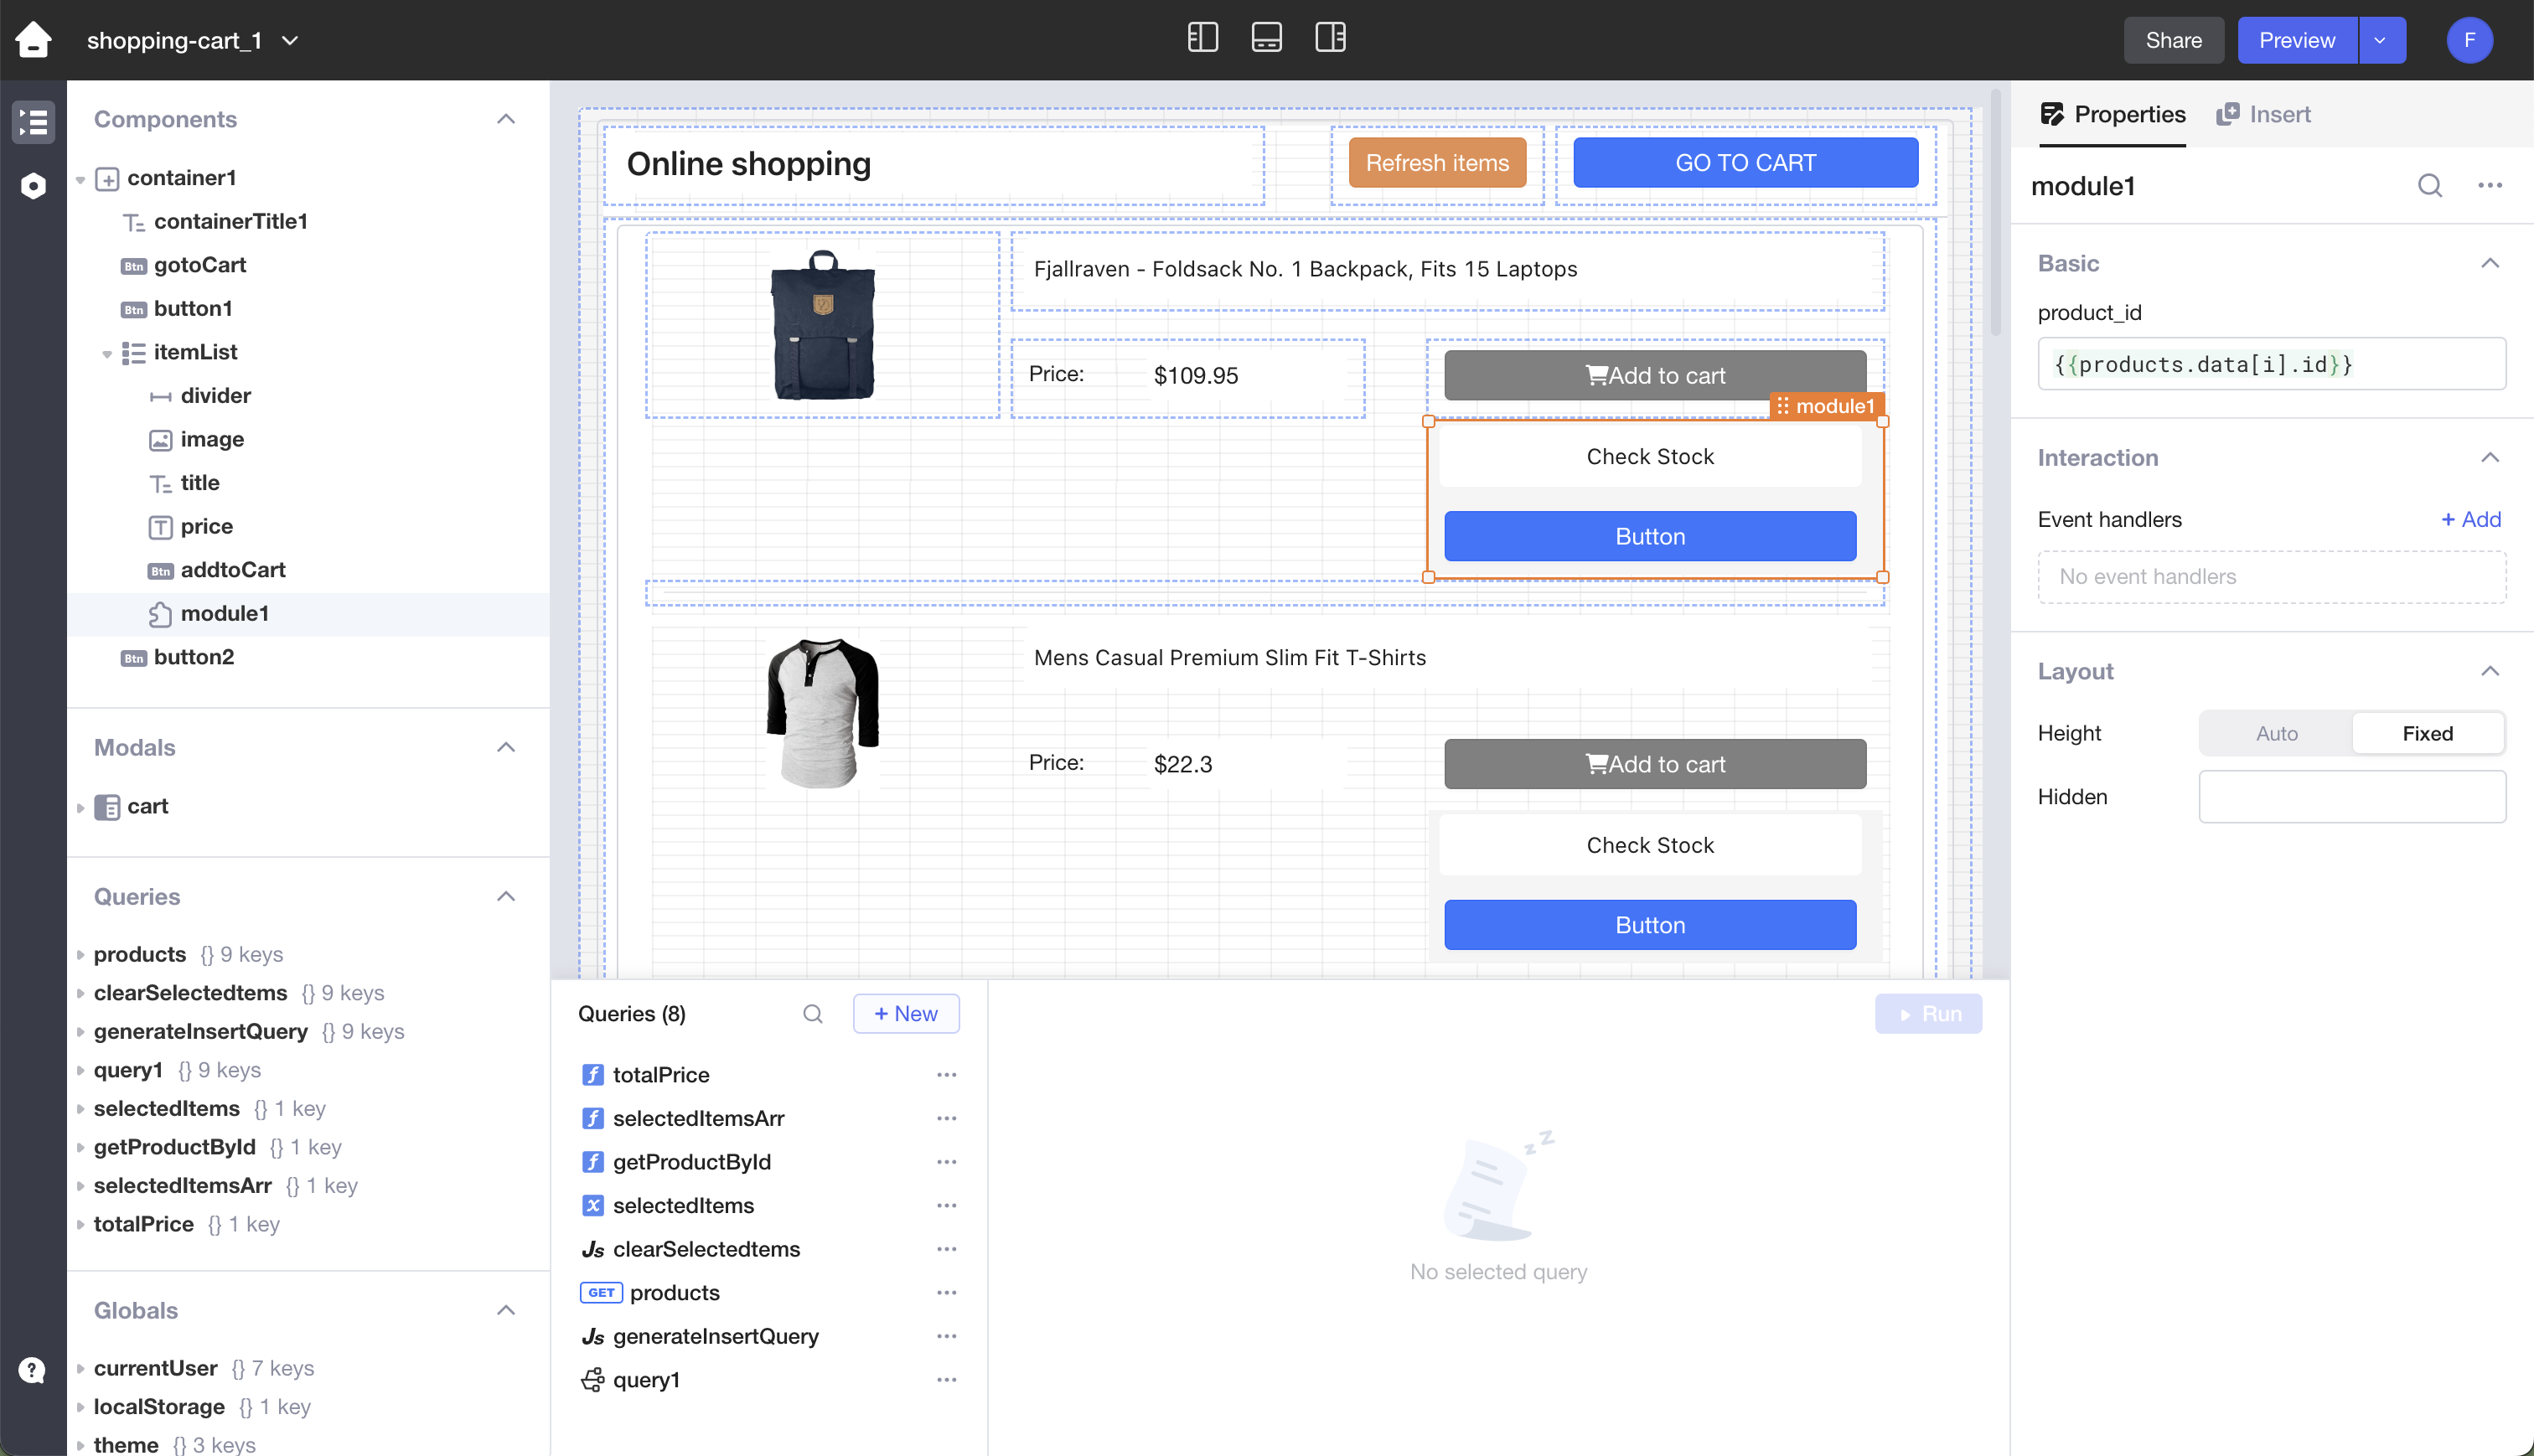 shopping-cart_1
Share
Preview
F
Components
container1
containerTitle1
Btn gotoCart
Btn button1
itemList
divider
image
title
price
Btn addtoCart
module1
Btn button2
Modals
cart
Queries
products {} 9 keys
clearSelectedtems {} 9 keys
generateInsertQuery {} 9 keys
query1 {} 9 keys
selectedItems {} 1 key
getProductById {} 1 key
selectedItemsArr {} 1 key
totalPrice {} 1 key
Globals
currentUser {} 7 keys
localStorage {} 1 key
theme {} 3 keys
Online shopping
Refresh items
GO TO CART
Fjallraven - Foldsack No. 1 Backpack, Fits 15 Laptops
Price: $109.95
Add to cart
module1
Check Stock
Button
Mens Casual Premium Slim Fit T-Shirts
Price: $22.3
Add to cart
Check Stock
Button
Queries (8)
+ New
Run
totalPrice
selectedItemsArr
getProductById
selectedItems
Js clearSelectedtems
GET products
Js generateInsertQuery
query1
No selected query
Properties
Insert
module1
Basic
product_id
{{products.data[i].id}}
Interaction
Event handlers
+ Add
No event handlers
Layout
Height
Auto
Fixed
Hidden